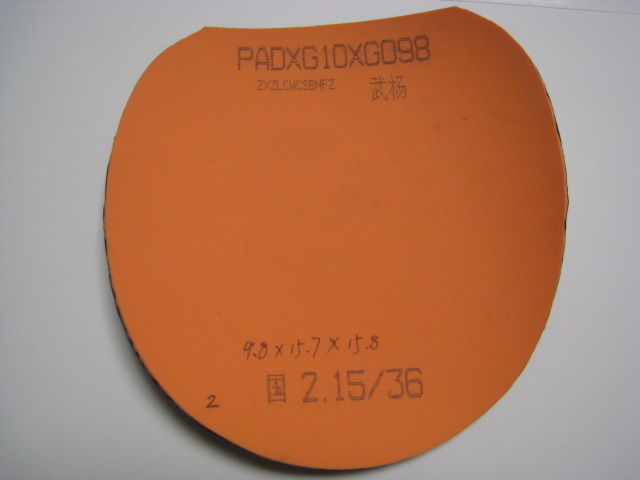 PADXG10XG098
ZXZLCWCSBMFZ 武杨
9.8 x 15.7 x 15.8
国 2.15/36
2